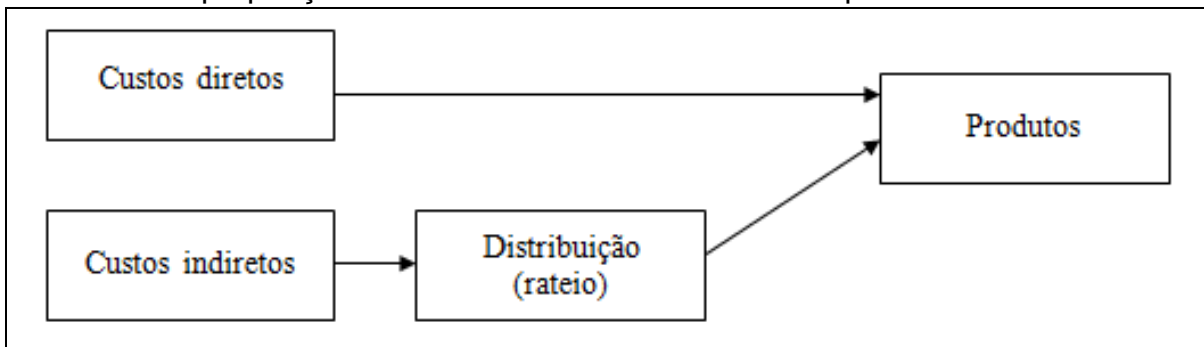 Custos diretos
Produtos
Custos indiretos
Distribuição
(rateio)